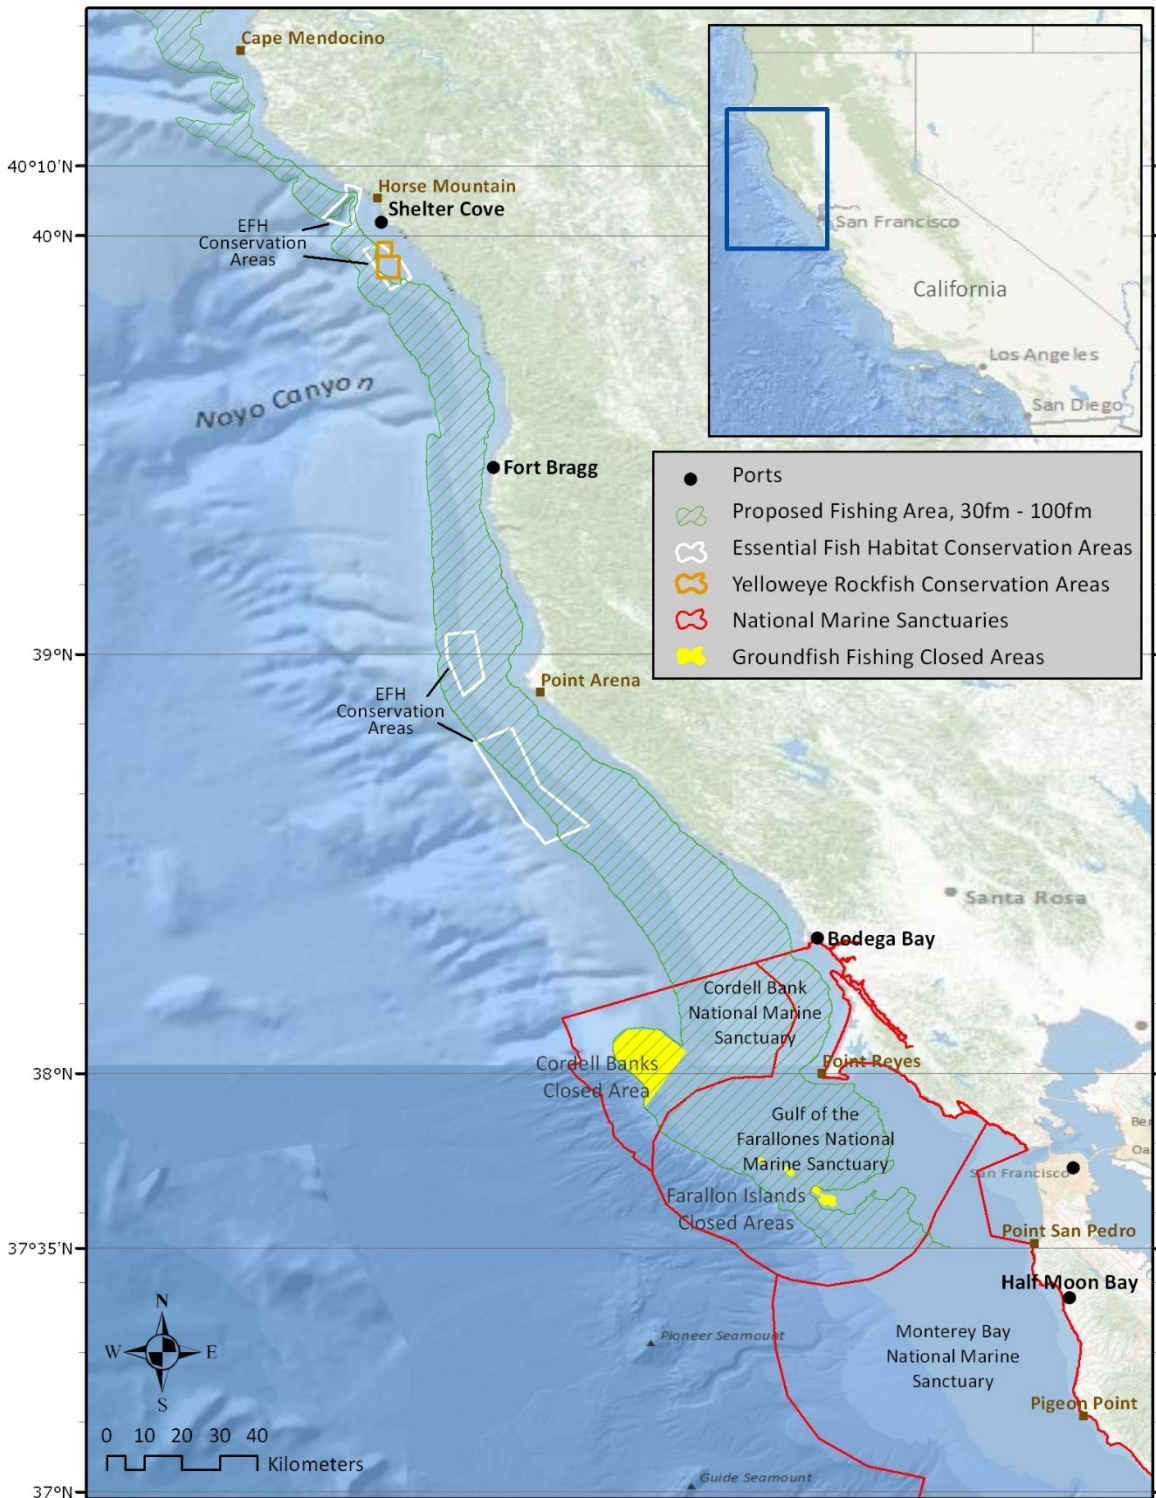 Cape Mendocino
40°10'N
Horse Mountain
Shelter Cove
EFH
Conservation
Areas
40°N
Noyo Canyon
Fort Bragg
39°N
Point Arena
EFH
Conservation
Areas
Santa Rosa
Bodega Bay
Cordell Bank
National Marine
Sanctuary
Cordell Banks
Closed Area
Point Reyes
38°N
Gulf of the
Farallones National
Marine Sanctuary
San Francisco
Farallon Islands
Closed Areas
Point San Pedro
37°35'N
Half Moon Bay
Pioneer Seamount
Monterey Bay
National Marine
Sanctuary
Pigeon Point
Guide Seamount
37°N
N
W
E
S
0 10 20 30 40
Kilometers
San Francisco
California
Los Angeles
San Diego
Ports
Proposed Fishing Area, 30fm - 100fm
Essential Fish Habitat Conservation Areas
Yelloweye Rockfish Conservation Areas
National Marine Sanctuaries
Groundfish Fishing Closed Areas